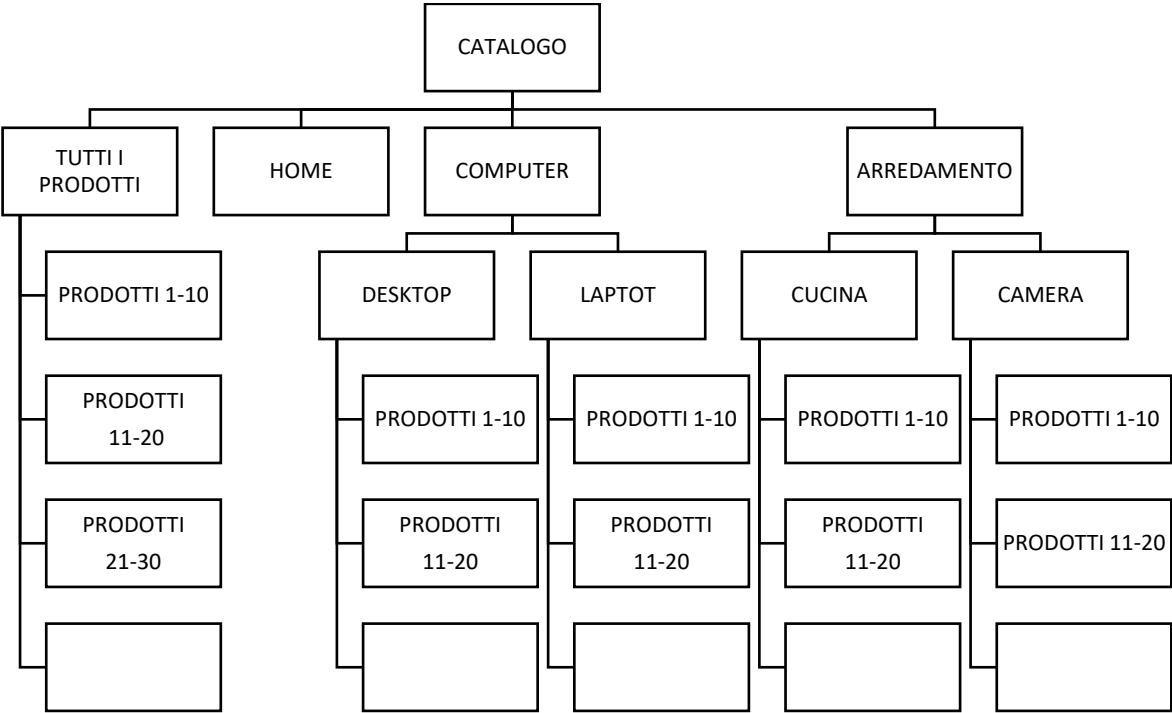 CATALOGO
TUTTI I
PRODOTTI
HOME
COMPUTER
ARREDAMENTO
PRODOTTI 1-10
DESKTOP
LAPTOT
CUCINA
CAMERA
PRODOTTI
11-20
PRODOTTI 1-10
PRODOTTI 1-10
PRODOTTI 1-10
PRODOTTI 1-10
PRODOTTI
21-30
PRODOTTI
11-20
PRODOTTI
11-20
PRODOTTI
11-20
PRODOTTI 11-20